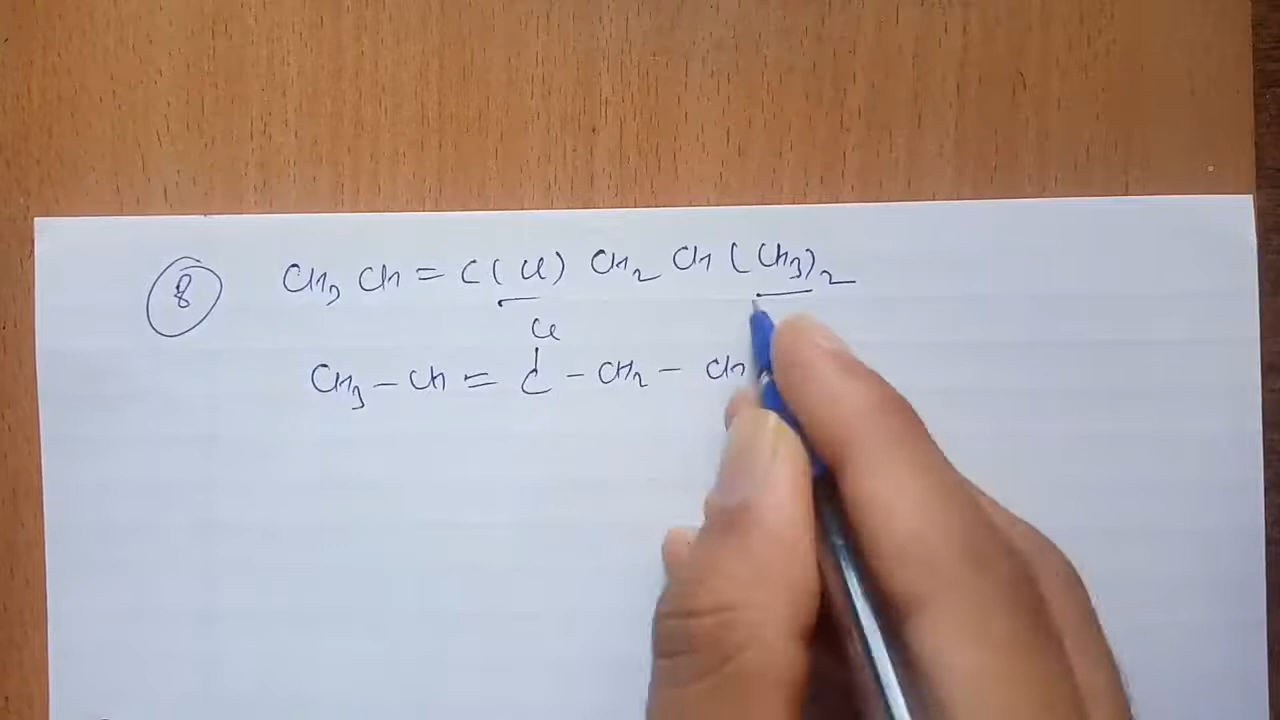 8 CH3 CH = C(Cl) CH2 CH (CH3)2
Cl
CH3 - CH = C - CH2 - CH